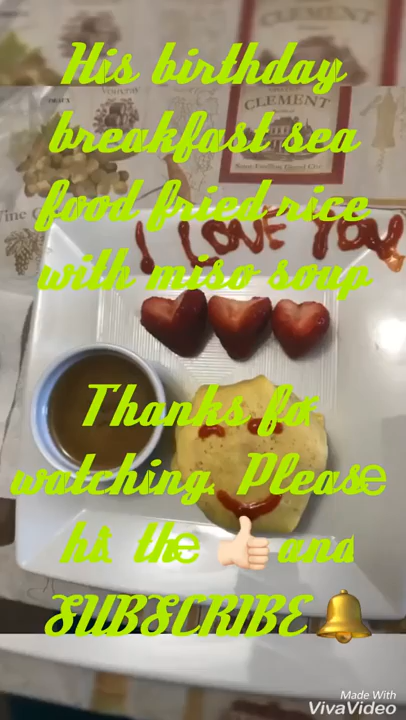 CLEMENT
His birthday
CLEMENT
breakfast sea
food fried rice
I LOVE YOU
with miso soup
Thanks for
watching. Please
hit the 👍🏻 and
SUBSCRIBE 🔔
Made With
VivaVideo